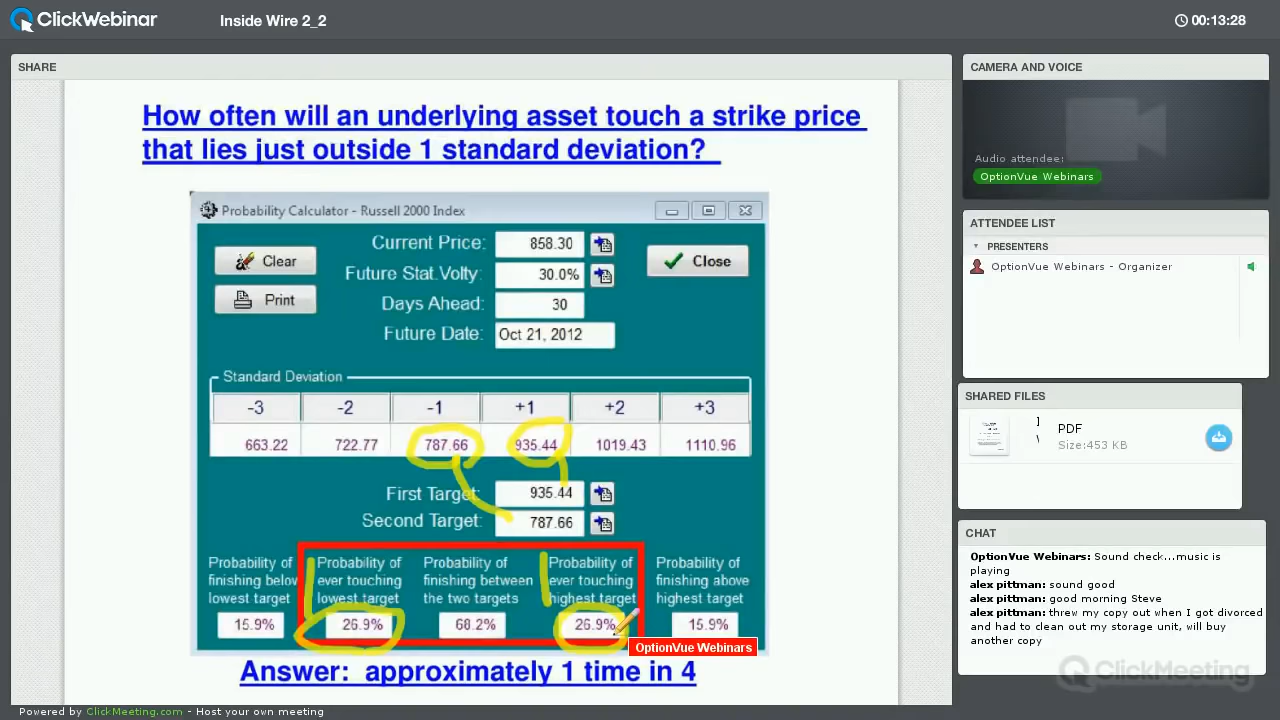 ClickWebinar
Inside Wire 2_2
00:13:28
SHARE
How often will an underlying asset touch a strike price
that lies just outside 1 standard deviation?
Probability Calculator - Russell 2000 Index
Clear
Print
Current Price: 858.30
Future Stat.Volty: 30.0%
Days Ahead: 30
Future Date: Oct 21, 2012
Close
Standard Deviation
-3 -2 -1 +1 +2 +3
663.22 722.77 787.66 935.44 1019.43 1110.96
First Target: 935.44
Second Target: 787.66
Probability of finishing below lowest target
15.9%
Probability of ever touching lowest target
26.9%
Probability of finishing between the two targets
68.2%
Probability of ever touching highest target
26.9%
Probability of finishing above highest target
15.9%
OptionVue Webinars
Answer: approximately 1 time in 4
CAMERA AND VOICE
Audio attendee:
OptionVue Webinars
ATTENDEE LIST
PRESENTERS
OptionVue Webinars - Organizer
SHARED FILES
PDF
Size:453 KB
CHAT
OptionVue Webinars: Sound check...music is
playing
alex pittman: sound good
alex pittman: good morning Steve
alex pittman: threw my copy out when I got divorced
and had to clean out my storage unit, will buy
another copy
ClickMeeting
Powered by ClickMeeting.com - Host your own meeting